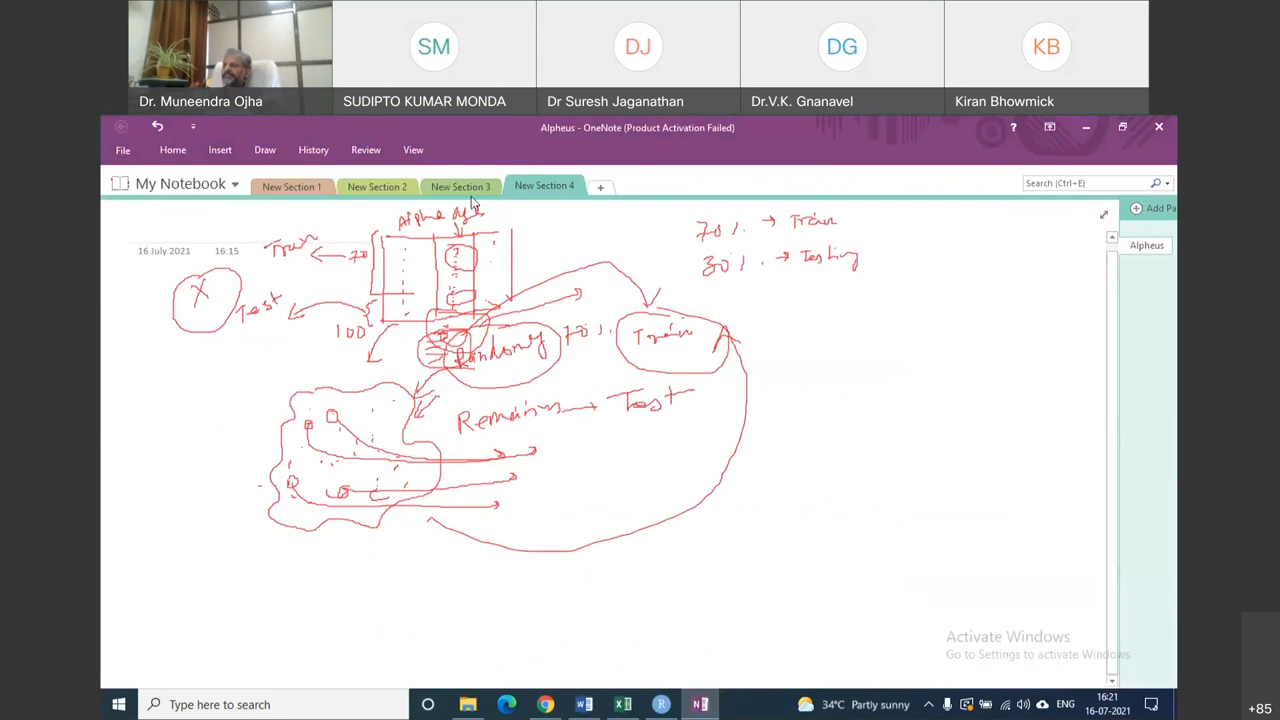 SM
DJ
DG
KB
Dr. Muneendra Ojha
SUDIPTO KUMAR MONDA
Dr Suresh Jaganathan
Dr.V.K. Gnanavel
Kiran Bhowmick
Alpheus - OneNote (Product Activation Failed)
File
Home
Insert
Draw
History
Review
View
My Notebook
New Section 1
New Section 2
New Section 3
New Section 4
Search (Ctrl+E)
Add Pa
Alpheus
16 July 2021
16:15
Train
70
70 % → Train
30 % → Testing
X
Test
100
Randomly
70 %
Train
Remaining → Test
Activate Windows
Go to Settings to activate Windows.
Type here to search
34°C Partly sunny
ENG
16:21
16-07-2021
+85